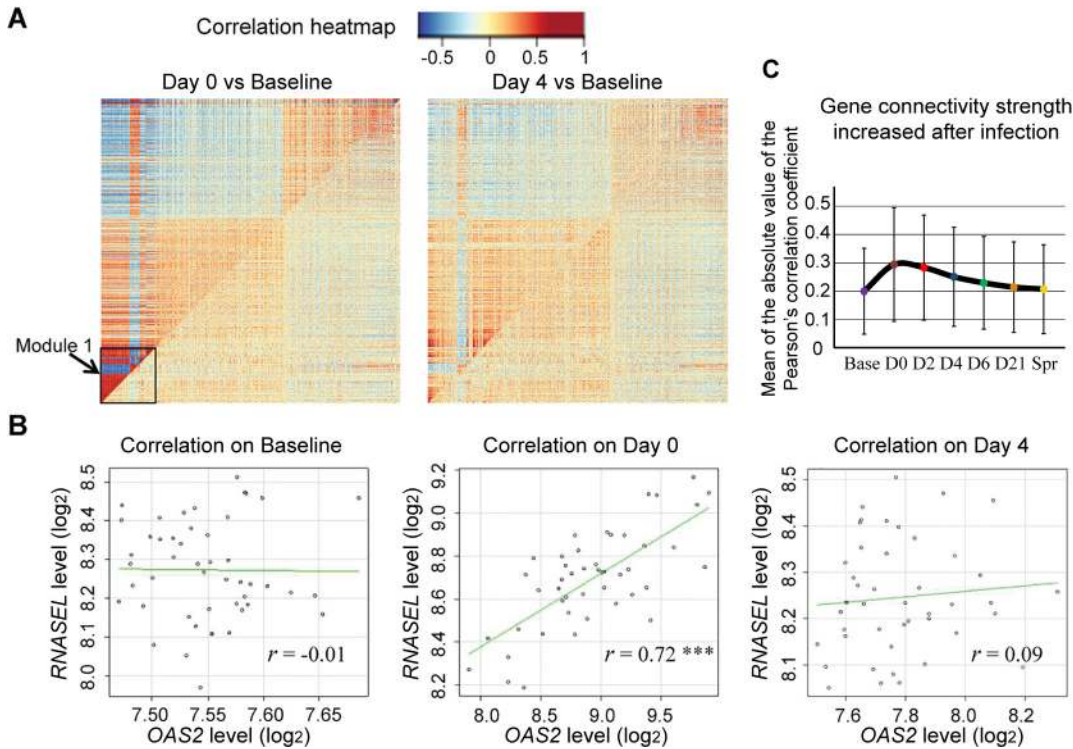 A
Correlation heatmap
-0.5 0 0.5 1
Day 0 vs Baseline
Day 4 vs Baseline
Module 1
C
Gene connectivity strength
increased after infection
Mean of the absolute value of the
Pearson's correlation coefficient
0.5
0.4
0.3
0.2
0.1
0
Base D0 D2 D4 D6 D21 Spr
B
Correlation on Baseline
RNASEL level (log2)
8.5
8.4
8.3
8.2
8.1
8.0
r = -0.01
7.50 7.55 7.60 7.65
OAS2 level (log2)
Correlation on Day 0
RNASEL level (log2)
9.2
9.0
8.8
8.6
8.4
8.2
r = 0.72 ***
8.0 8.5 9.0 9.5
OAS2 level (log2)
Correlation on Day 4
RNASEL level (log2)
8.5
8.4
8.3
8.2
8.1
r = 0.09
7.6 7.8 8.0 8.2
OAS2 level (log2)